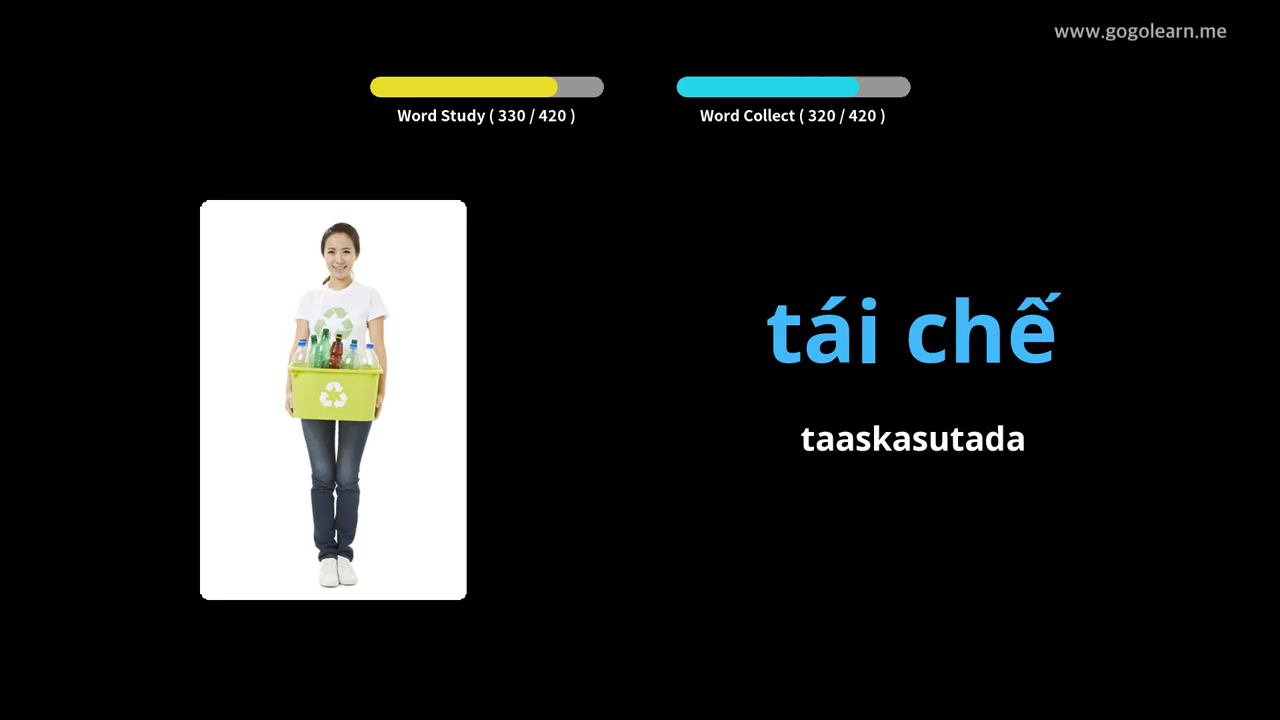 www.gogolearn.me
Word Study ( 330 / 420 )
Word Collect ( 320 / 420 )
tái chế
taaskasutada